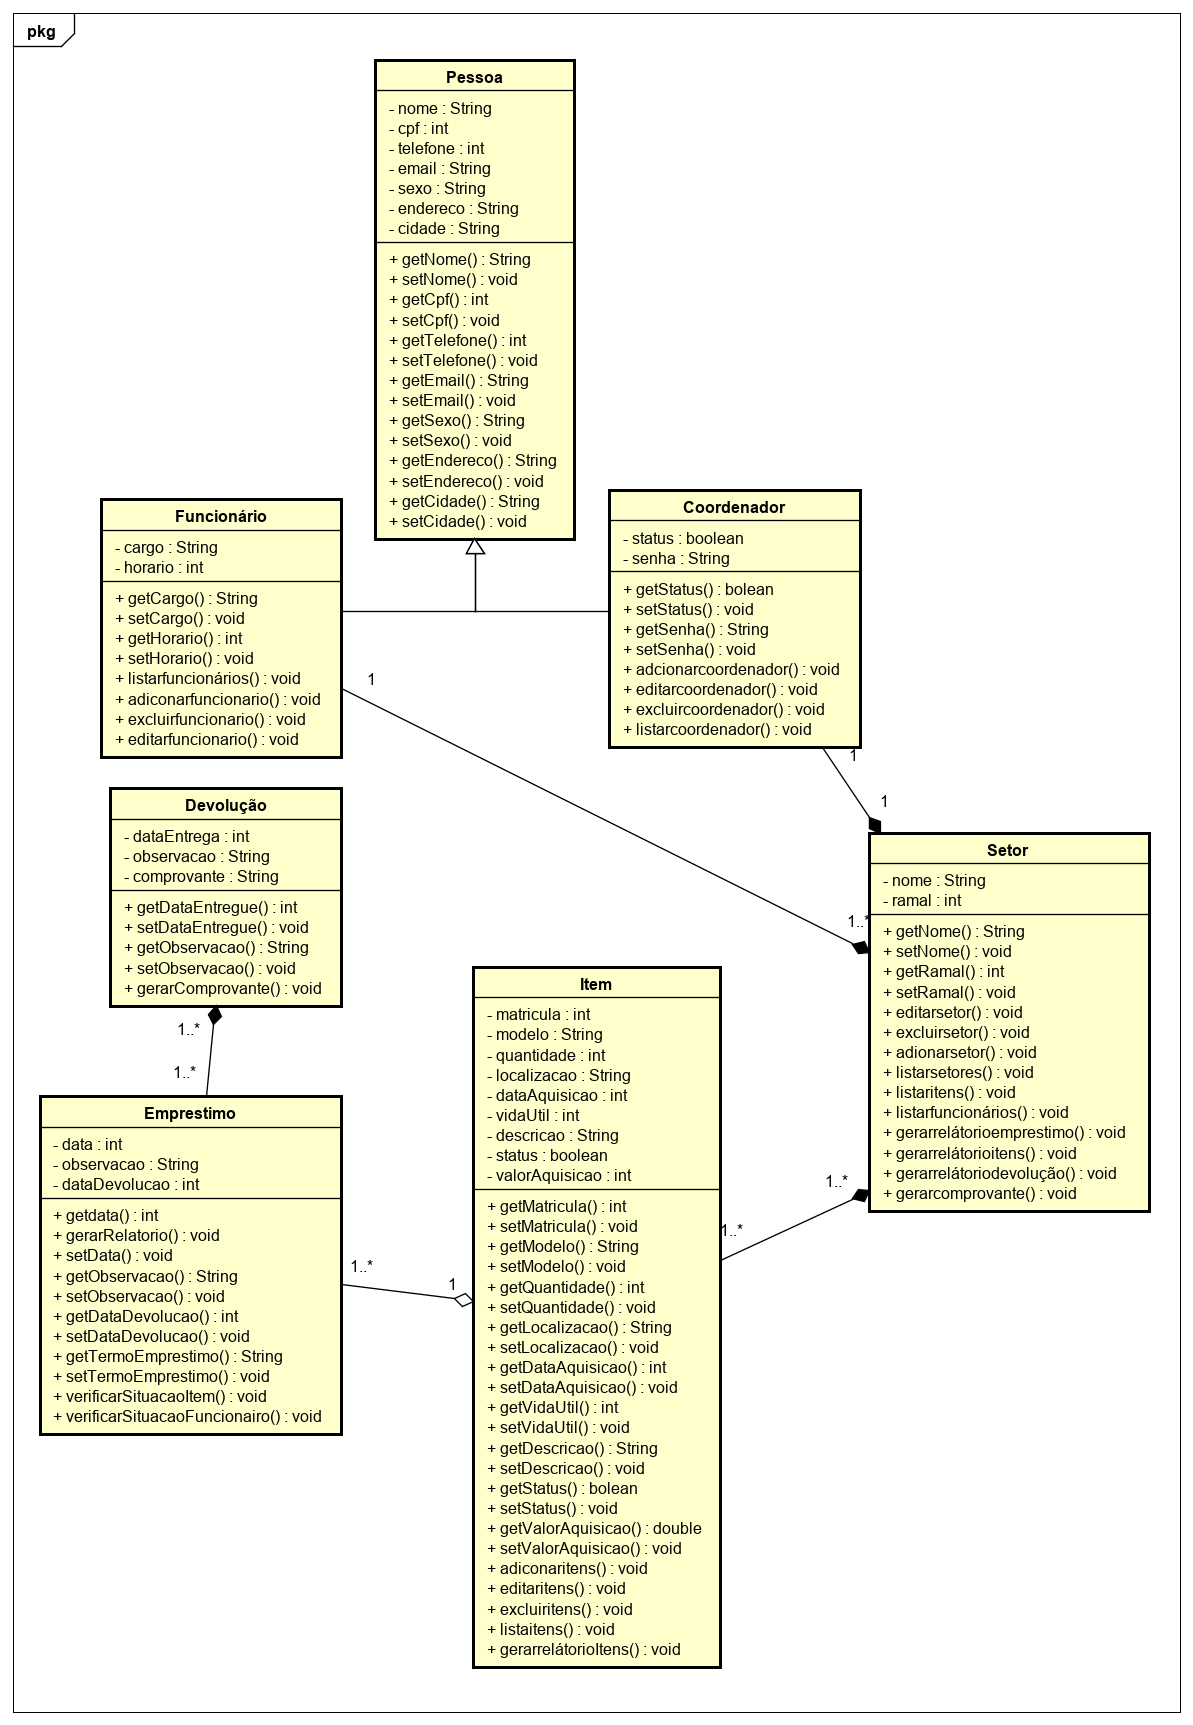 pkg
Pessoa
- nome : String
- cpf : int
- telefone : int
- email : String
- sexo : String
- endereco : String
- cidade : String
+ getNome() : String
+ setNome() : void
+ getCpf() : int
+ setCpf() : void
+ getTelefone() : int
+ setTelefone() : void
+ getEmail() : String
+ setEmail() : void
+ getSexo() : String
+ setSexo() : void
+ getEndereco() : String
+ setEndereco() : void
+ getCidade() : String
+ setCidade() : void
Funcionário
- cargo : String
- horario : int
+ getCargo() : String
+ setCargo() : void
+ getHorario() : int
+ setHorario() : void
+ listarfuncionários() : void
+ adiconarfuncionario() : void
+ excluirfuncionario() : void
+ editarfuncionario() : void
Coordenador
- status : boolean
- senha : String
+ getStatus() : bolean
+ setStatus() : void
+ getSenha() : String
+ setSenha() : void
+ adcionarcoordenador() : void
+ editarcoordenador() : void
+ excluircoordenador() : void
+ listarcoordenador() : void
1
1
1
1..*
Devolução
- dataEntrega : int
- observacao : String
- comprovante : String
+ getDataEntregue() : int
+ setDataEntregue() : void
+ getObservacao() : String
+ setObservacao() : void
+ gerarComprovante() : void
Setor
- nome : String
- ramal : int
+ getNome() : String
+ setNome() : void
+ getRamal() : int
+ setRamal() : void
+ editarsetor() : void
+ excluirsetor() : void
+ adionarsetor() : void
+ listarsetores() : void
+ listaritens() : void
+ listarfuncionários() : void
+ gerarrelátorioemprestimo() : void
+ gerarrelátorioitens() : void
+ gerarrelátoriodevolução() : void
+ gerarcomprovante() : void
1..*
1..*
Emprestimo
- data : int
- observacao : String
- dataDevolucao : int
+ getdata() : int
+ gerarRelatorio() : void
+ setData() : void
+ getObservacao() : String
+ setObservacao() : void
+ getDataDevolucao() : int
+ setDataDevolucao() : void
+ getTermoEmprestimo() : String
+ setTermoEmprestimo() : void
+ verificarSituacaoItem() : void
+ verificarSituacaoFuncionairo() : void
1..*
1
Item
- matricula : int
- modelo : String
- quantidade : int
- localizacao : String
- dataAquisicao : int
- vidaUtil : int
- descricao : String
- status : boolean
- valorAquisicao : int
+ getMatricula() : int
+ setMatricula() : void
+ getModelo() : String
+ setModelo() : void
+ getQuantidade() : int
+ setQuantidade() : void
+ getLocalizacao() : String
+ setLocalizacao() : void
+ getDataAquisicao() : int
+ setDataAquisicao() : void
+ getVidaUtil() : int
+ setVidaUtil() : void
+ getDescricao() : String
+ setDescricao() : void
+ getStatus() : bolean
+ setStatus() : void
+ getValorAquisicao() : double
+ setValorAquisicao() : void
+ adiconaritens() : void
+ editaritens() : void
+ excluiritens() : void
+ listaitens() : void
+ gerarrelátorioItens() : void
1..*
1..*